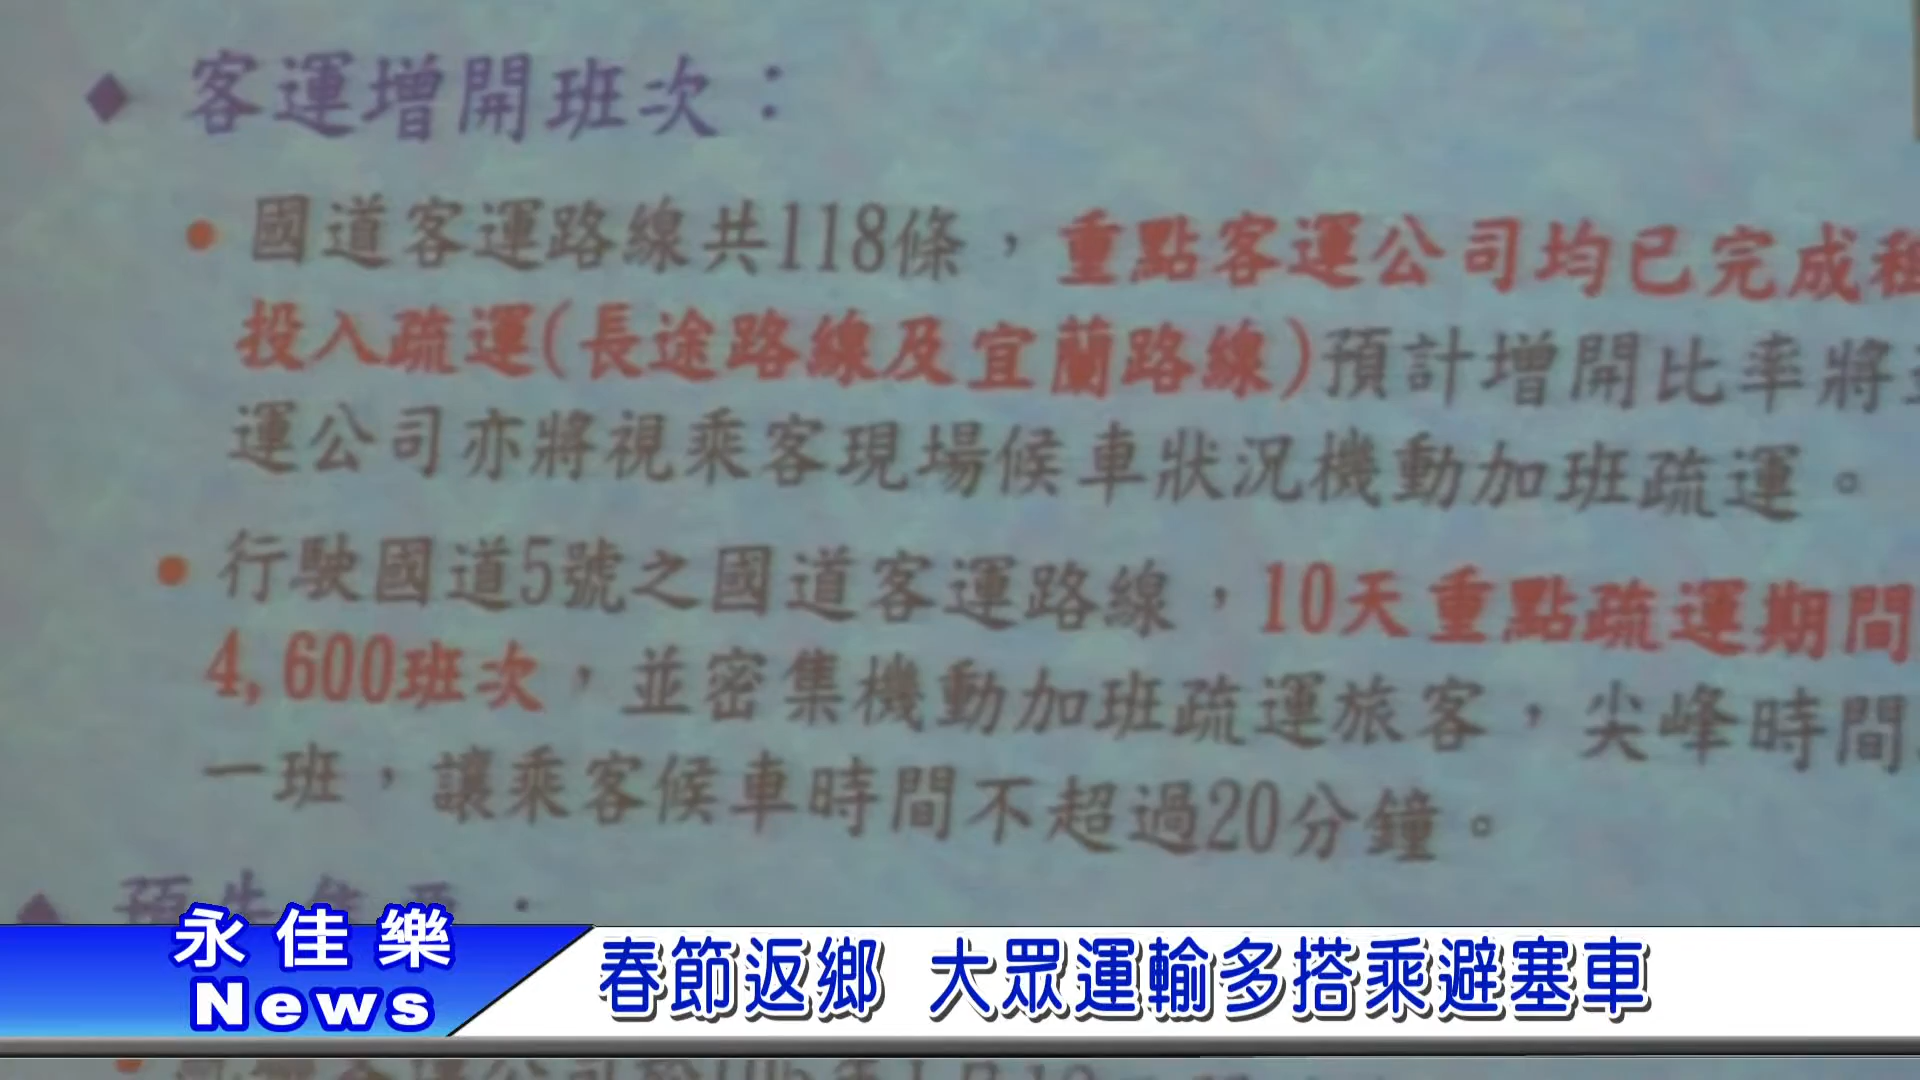 ◆ 客運增開班次：
• 國道客運路線共118條，重點客運公司均已完成租
投入疏運(長途路線及宜蘭路線)預計增開比率將
運公司亦將視乘客現場候車狀況機動加班疏運。
• 行駛國道5號之國道客運路線，10天重點疏運期間
4,600班次，並密集機動加班疏運旅客，尖峰時間
一班，讓乘客候車時間不超過20分鐘。
永佳樂
News
春節返鄉 大眾運輸多搭乘避塞車